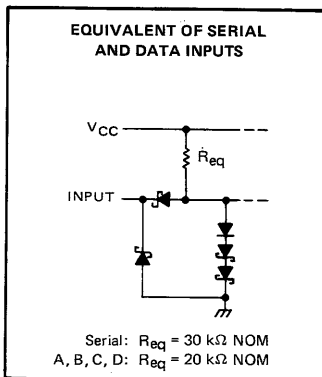 EQUIVALENT OF SERIAL
AND DATA INPUTS
VCC
Req
INPUT
Serial: Req = 30 kΩ NOM
A, B, C, D: Req = 20 kΩ NOM